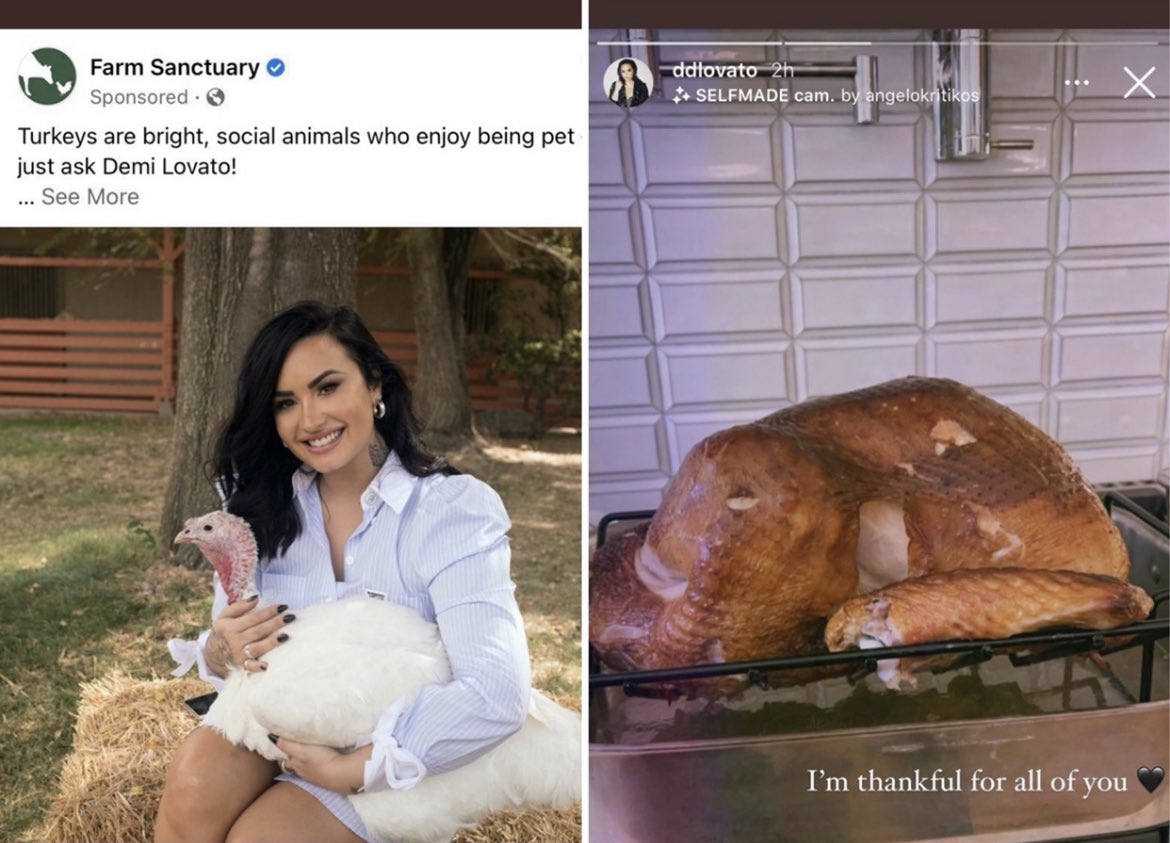 Farm Sanctuary
Sponsored ·
Turkeys are bright, social animals who enjoy being pet
just ask Demi Lovato!
... See More
ddlovato 2h
SELFMADE cam. by angelokritikos
I'm thankful for all of you 🖤